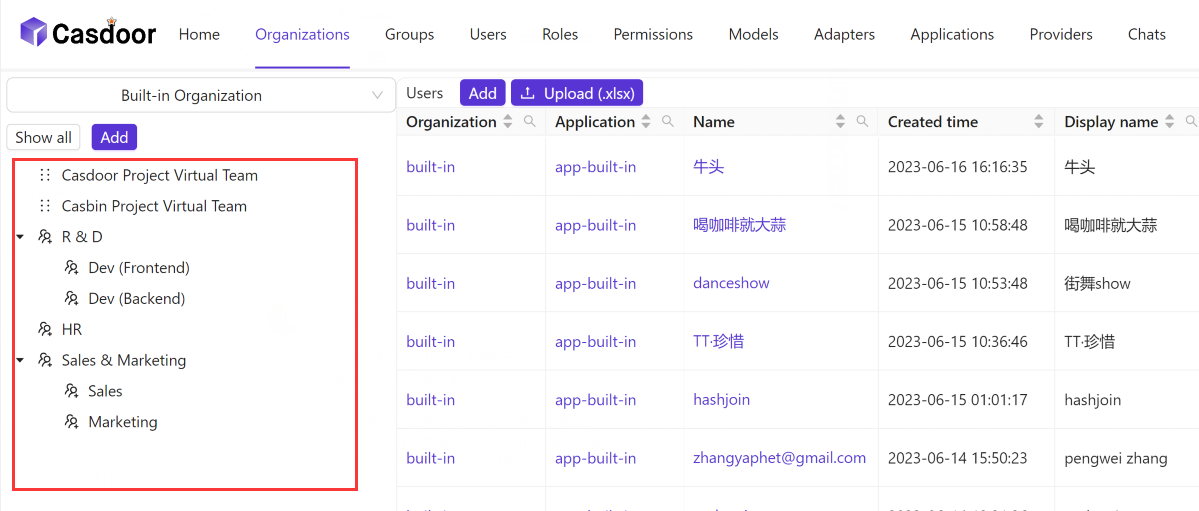 Casdoor Home Organizations Groups Users Roles Permissions Models Adapters Applications Providers Chats
Built-in Organization
Show all Add
Casdoor Project Virtual Team
Casbin Project Virtual Team
R & D
Dev (Frontend)
Dev (Backend)
HR
Sales & Marketing
Sales
Marketing
Users Add Upload (.xlsx)
Organization Application Name Created time Display name
built-in app-built-in 牛头 2023-06-16 16:16:35 牛头
built-in app-built-in 喝咖啡就大蒜 2023-06-15 10:58:48 喝咖啡就大蒜
built-in app-built-in danceshow 2023-06-15 10:53:48 街舞show
built-in app-built-in TT·珍惜 2023-06-15 10:36:46 TT·珍惜
built-in app-built-in hashjoin 2023-06-15 01:01:17 hashjoin
built-in app-built-in zhangyaphet@gmail.com 2023-06-14 15:50:23 pengwei zhang